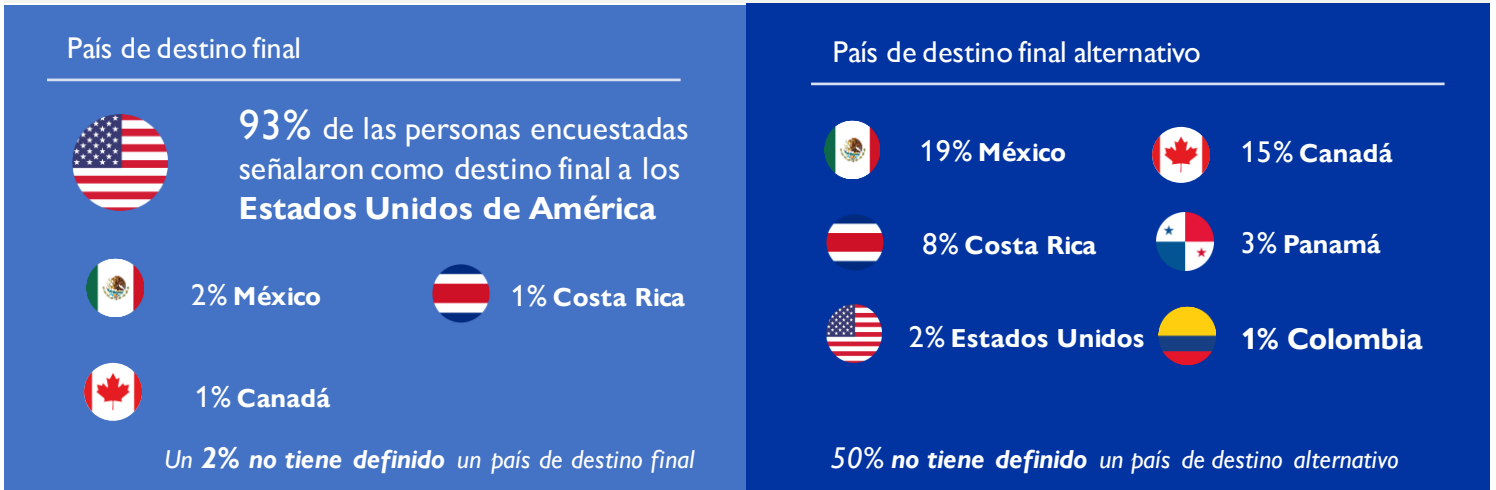 País de destino final
93% de las personas encuestadas
señalaron como destino final a los
Estados Unidos de América
2% México
1% Costa Rica
1% Canadá
Un 2% no tiene definido un país de destino final
País de destino final alternativo
19% México
15% Canadá
8% Costa Rica
3% Panamá
2% Estados Unidos
1% Colombia
50% no tiene definido un país de destino alternativo